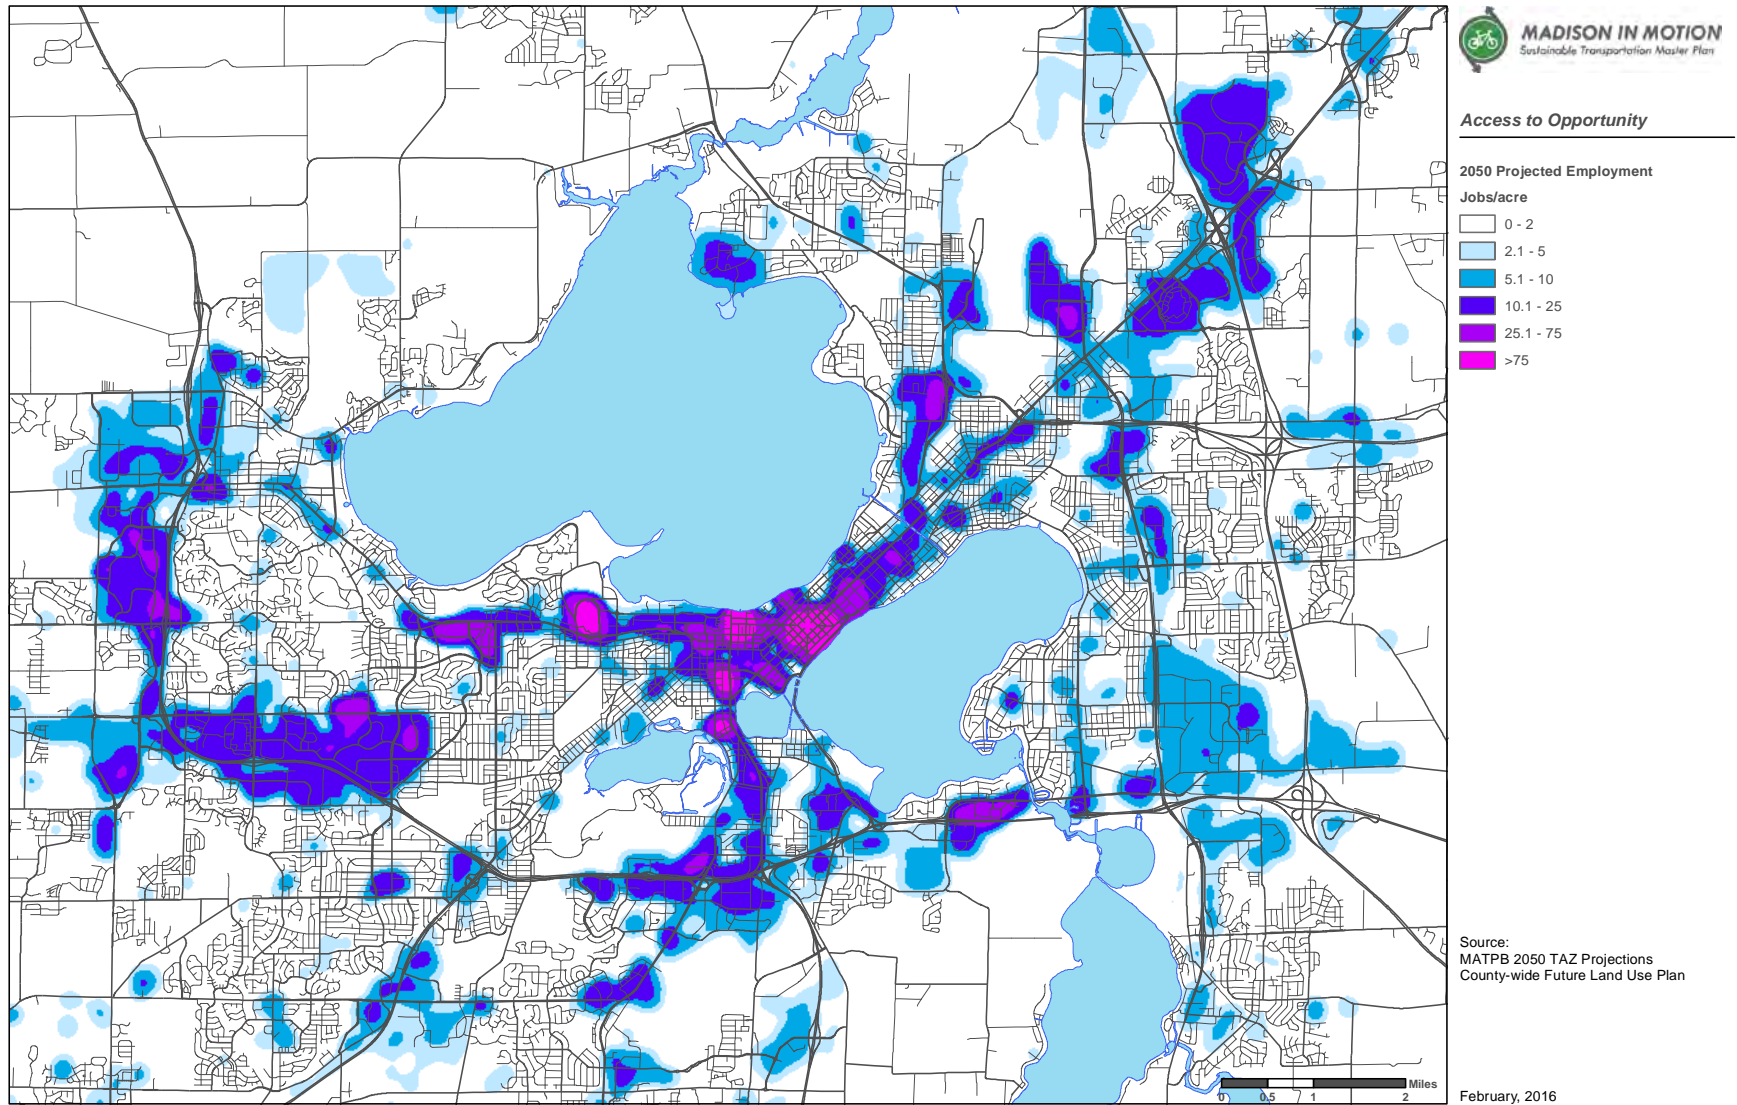 MADISON IN MOTION
Sustainable Transportation Master Plan
Access to Opportunity
2050 Projected Employment
Jobs/acre
0 - 2
2.1 - 5
5.1 - 10
10.1 - 25
25.1 - 75
>75
Source:
MATPB 2050 TAZ Projections
County-wide Future Land Use Plan
Miles
0 0.5 1 2
February, 2016